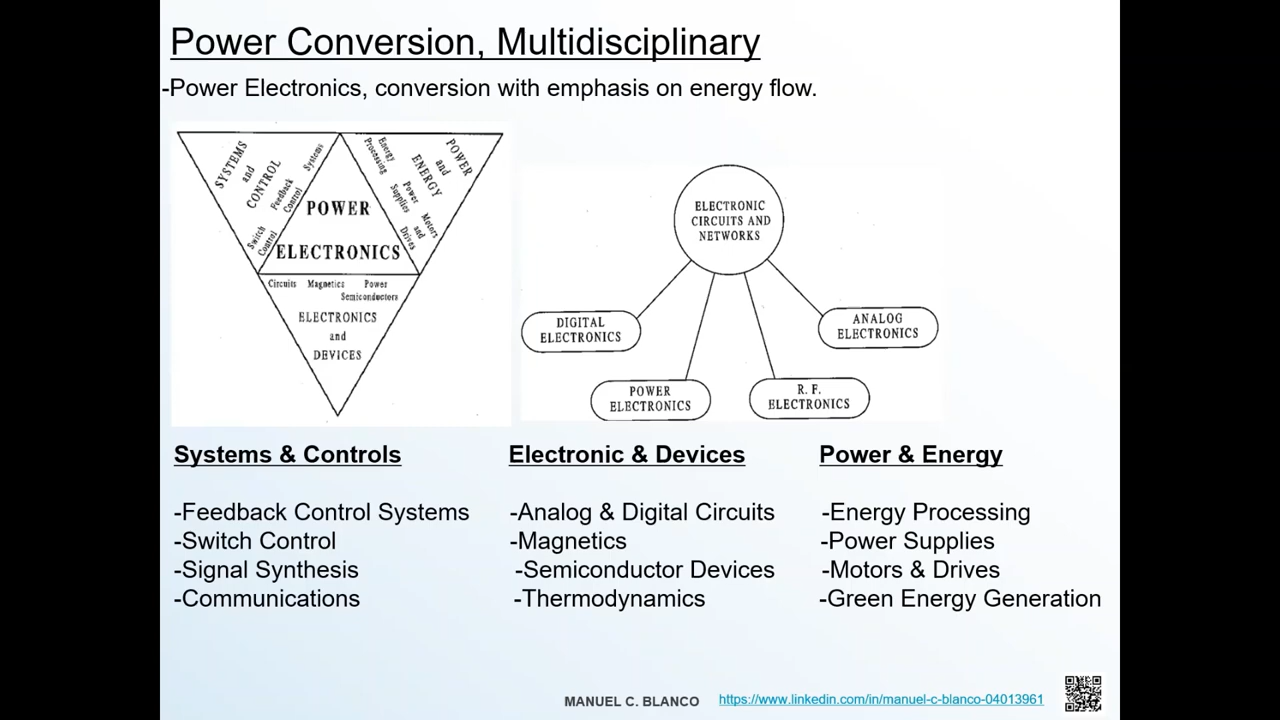 Power Conversion, Multidisciplinary
-Power Electronics, conversion with emphasis on energy flow.
SYSTEMS
and
CONTROL
Feedback
Control
Systems
Switch
Control
POWER
ELECTRONICS
POWER
and
ENERGY
Energy
Processing
Power
Supplies
Motors
and
Drives
Circuits Magnetics Power
Semiconductors
ELECTRONICS
and
DEVICES
ELECTRONIC
CIRCUITS AND
NETWORKS
DIGITAL
ELECTRONICS
POWER
ELECTRONICS
R. F.
ELECTRONICS
ANALOG
ELECTRONICS
Systems & Controls
-Feedback Control Systems
-Switch Control
-Signal Synthesis
-Communications
Electronic & Devices
-Analog & Digital Circuits
-Magnetics
-Semiconductor Devices
-Thermodynamics
Power & Energy
-Energy Processing
-Power Supplies
-Motors & Drives
-Green Energy Generation
MANUEL C. BLANCO
https://www.linkedin.com/in/manuel-c-blanco-04013961